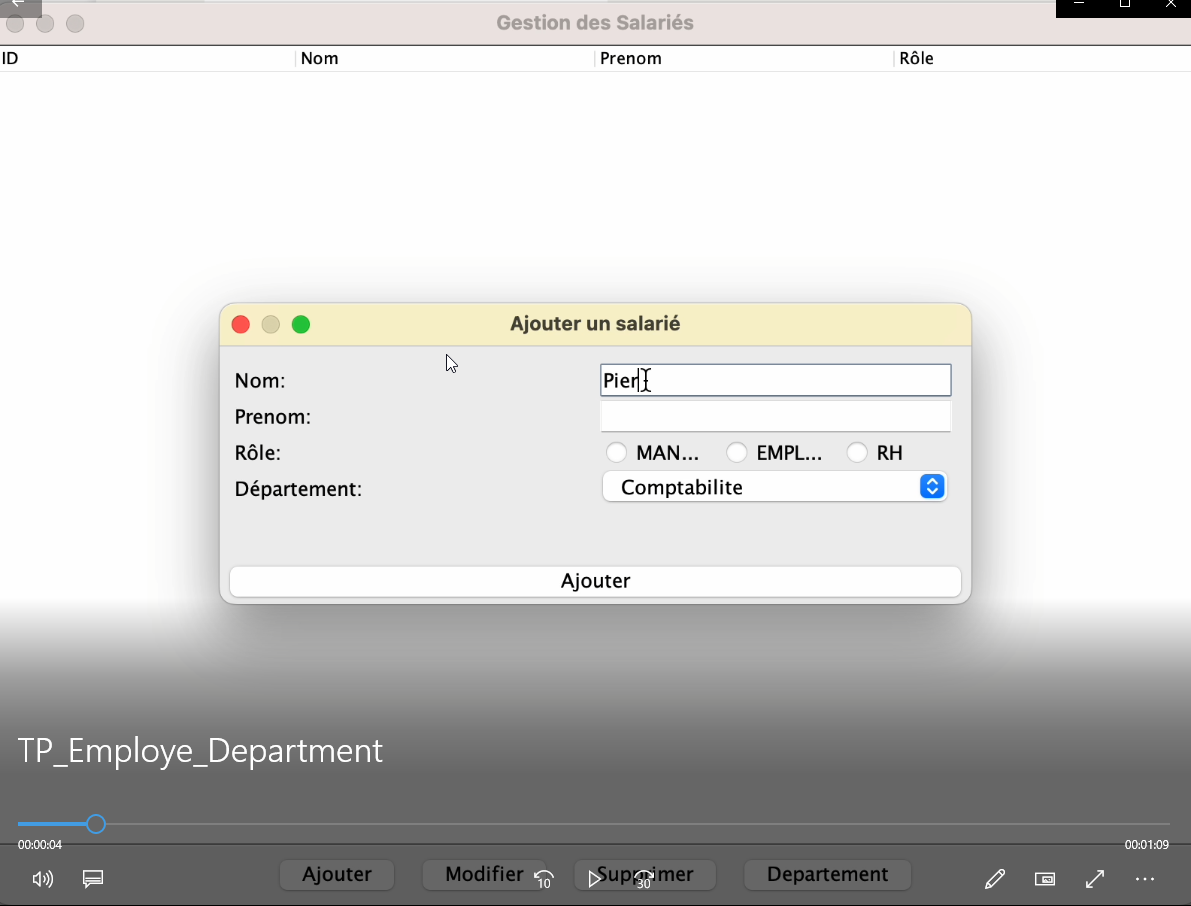 Gestion des Salariés
ID Nom Prenom Rôle
Ajouter un salarié
Nom: Pier
Prenom:
Rôle: MAN... EMPL... RH
Département: Comptabilite
Ajouter
TP_Employe_Department
00:00:04 00:01:09
Ajouter Modifier Supprimer Departement
10 30